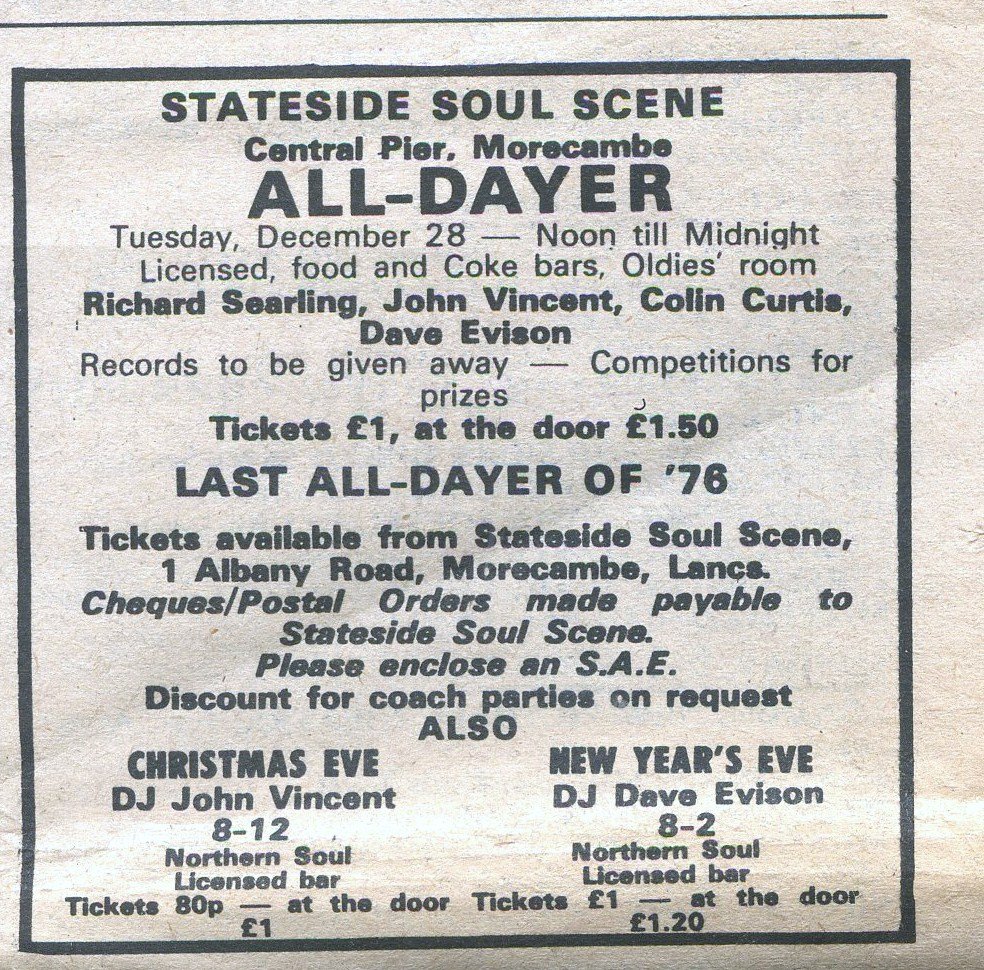 STATESIDE SOUL SCENE
Central Pier, Morecambe
ALL-DAYER
Tuesday, December 28 — Noon till Midnight
Licensed, food and Coke bars, Oldies' room
Richard Searling, John Vincent, Colin Curtis,
Dave Evison
Records to be given away — Competitions for
prizes
Tickets £1, at the door £1.50
LAST ALL-DAYER OF '76
Tickets available from Stateside Soul Scene,
1 Albany Road, Morecambe, Lancs.
Cheques/Postal Orders made payable to
Stateside Soul Scene.
Please enclose an S.A.E.
Discount for coach parties on request
ALSO
CHRISTMAS EVE
DJ John Vincent
8-12
Northern Soul
Licensed bar
Tickets 80p — at the door
£1
NEW YEAR'S EVE
DJ Dave Evison
8-2
Northern Soul
Licensed bar
Tickets £1 — at the door
£1.20